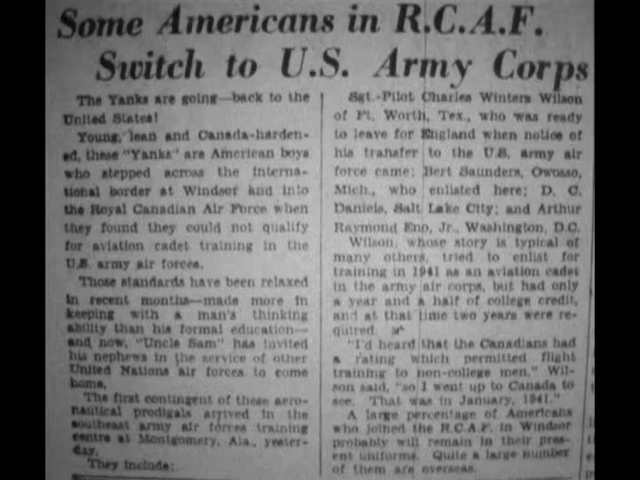 Some Americans in R.C.A.F.
Switch to U.S. Army Corps
The Yanks are going—back to the
United States!
Young, lean and Canada-harden-
ed, these "Yanks" are American boys
who stepped across the interna-
tional border at Windsor and into
the Royal Canadian Air Force when
they found they could not qualify
for aviation cadet training in the
U.S. army air forces.
Those standards have been relaxed
in recent months—made more in
keeping with a man's thinking
ability than his formal education—
and now, "Uncle Sam" has invited
his nephews in the service of other
United Nations air forces to come
home.
The first contingent of these aero-
nautical prodigals arrived in the
southeast army air forces training
centre at Montgomery, Ala., yester-
day.
They include:
Sgt.-Pilot Charles Winters Wilson
of Ft. Worth, Tex., who was ready
to leave for England when notice of
his transfer to the U.S. army air
force came; Bert Saunders, Owosso,
Mich., who enlisted here; D. C.
Daniels, Salt Lake City; and Arthur
Raymond Eno, Jr., Washington, D.C.
Wilson, whose story is typical of
many others, tried to enlist for
training in 1941 as an aviation cadet
in the army air corps, but had only
a year and a half of college credit,
and at that time two years were re-
quired.
"I'd heard that the Canadians had
a rating which permitted flight
training to non-college men," Wil-
son said, "so I went up to Canada to
see. That was in January, 1941."
A large percentage of Americans
who joined the R.C.A.F. in Windsor
probably will remain in their pres-
ent uniforms. Quite a large number
of them are overseas.